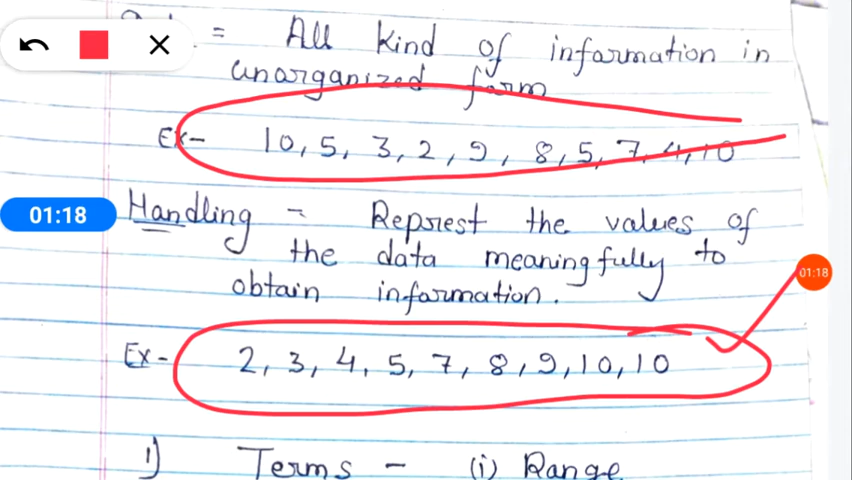 = All kind of information in
unorganized form
Ex- 10, 5, 3, 2, 9, 8, 5, 7, 4, 10
01:18
Handling - Represt the values of
the data meaningfully to
01:18
obtain information.
Ex- 2, 3, 4, 5, 7, 8, 9, 10, 10
1) Terms - (i) Range